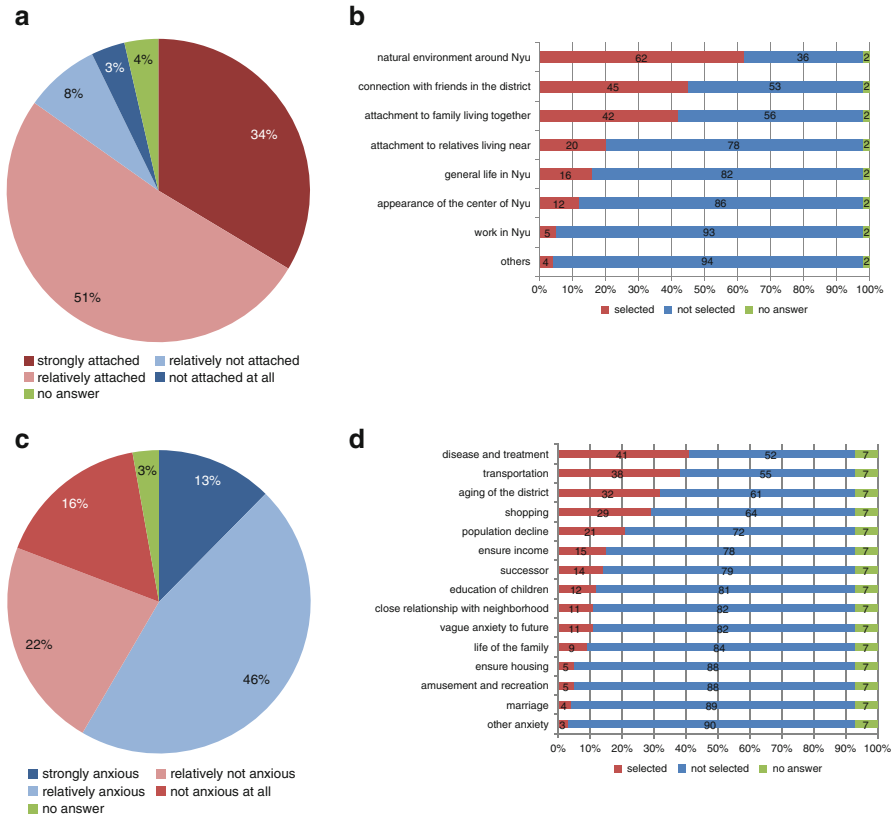 a
34%
51%
8%
3%
4%
strongly attached relatively not attached
relatively attached not attached at all
no answer
b
natural environment around Nyu 62 36 2
connection with friends in the district 45 53 2
attachment to family living together 42 56 2
attachment to relatives living near 20 78 2
general life in Nyu 16 82 2
appearance of the center of Nyu 12 86 2
work in Nyu 5 93 2
others 4 94 2
0% 10% 20% 30% 40% 50% 60% 70% 80% 90% 100%
selected not selected no answer
c
13%
46%
22%
16%
3%
strongly anxious relatively not anxious
relatively anxious not anxious at all
no answer
d
disease and treatment 41 52 7
transportation 38 55 7
aging of the district 32 61 7
shopping 29 64 7
population decline 21 72 7
ensure income 15 78 7
successor 14 79 7
education of children 12 81 7
close relationship with neighborhood 11 82 7
vague anxiety to future 11 82 7
life of the family 9 84 7
ensure housing 5 88 7
amusement and recreation 5 88 7
marriage 4 89 7
other anxiety 3 90 7
0% 10% 20% 30% 40% 50% 60% 70% 80% 90% 100%
selected not selected no answer